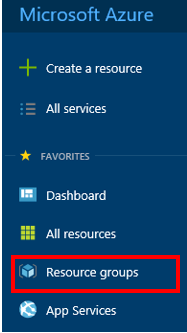 Microsoft Azure
Create a resource
All services
FAVORITES
Dashboard
All resources
Resource groups
App Services